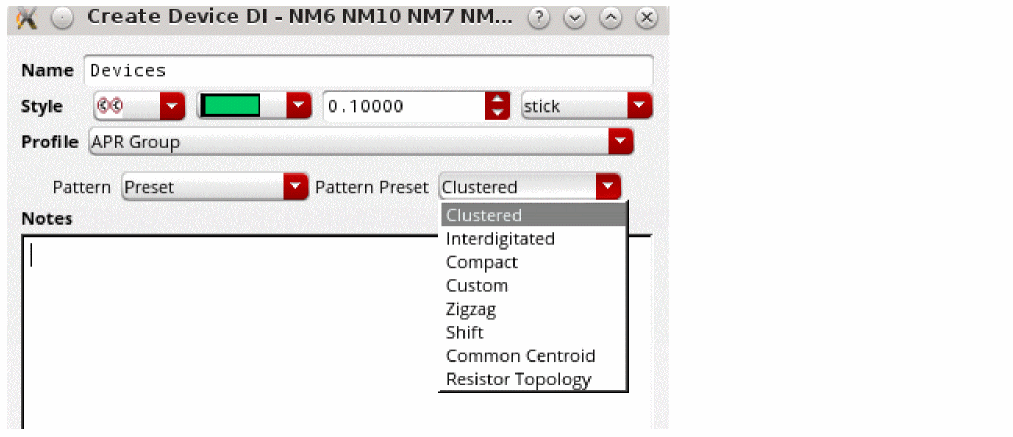 Create Device DI - NM6 NM10 NM7 NM...
Name Devices
Style 0.10000 stick
Profile APR Group
Pattern Preset Pattern Preset Clustered
Notes
Clustered
Interdigitated
Compact
Custom
Zigzag
Shift
Common Centroid
Resistor Topology